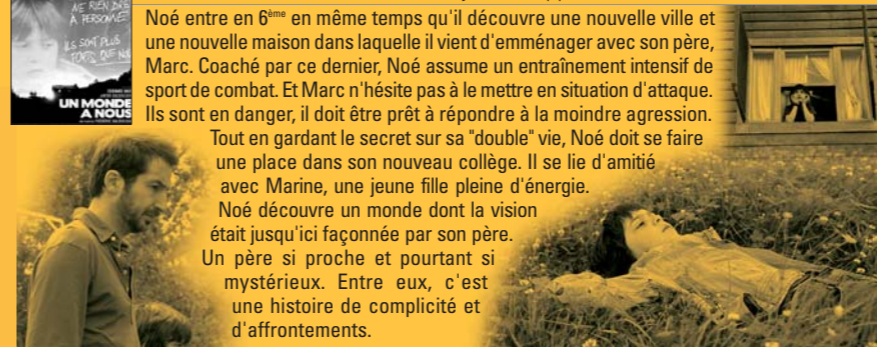 NE RIEN DIRE
A PERSONNE
ILS SONT PLUS
FORTS QUE NOUS
UN MONDE
A NOUS
Noé entre en 6ème en même temps qu'il découvre une nouvelle ville et
une nouvelle maison dans laquelle il vient d'emménager avec son père,
Marc. Coaché par ce dernier, Noé assume un entraînement intensif de
sport de combat. Et Marc n'hésite pas à le mettre en situation d'attaque.
Ils sont en danger, il doit être prêt à répondre à la moindre agression.
Tout en gardant le secret sur sa "double" vie, Noé doit se faire
une place dans son nouveau collège. Il se lie d'amitié
avec Marine, une jeune fille pleine d'énergie.
Noé découvre un monde dont la vision
était jusqu'ici façonnée par son père.
Un père si proche et pourtant si
mystérieux. Entre eux, c'est
une histoire de complicité et
d'affrontements.